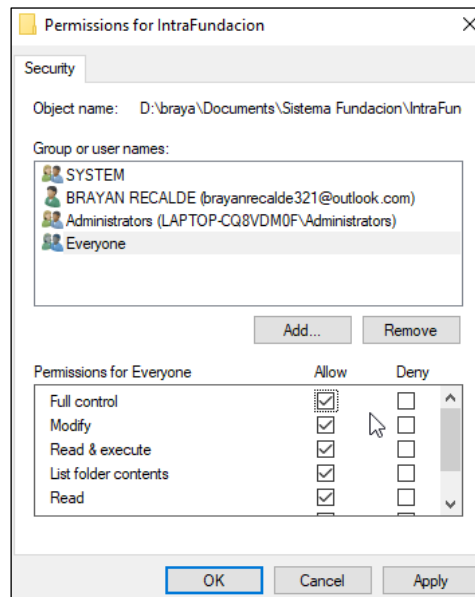 Permissions for IntraFundacion
Security
Object name: D:\braya\Documents\Sistema Fundacion\IntraFun
Group or user names:
SYSTEM
BRAYAN RECALDE (brayanrecalde321@outlook.com)
Administrators (LAPTOP-CQ8VDM0F\Administrators)
Everyone
Add... Remove
Permissions for Everyone Allow Deny
Full control
Modify
Read & execute
List folder contents
Read
OK Cancel Apply